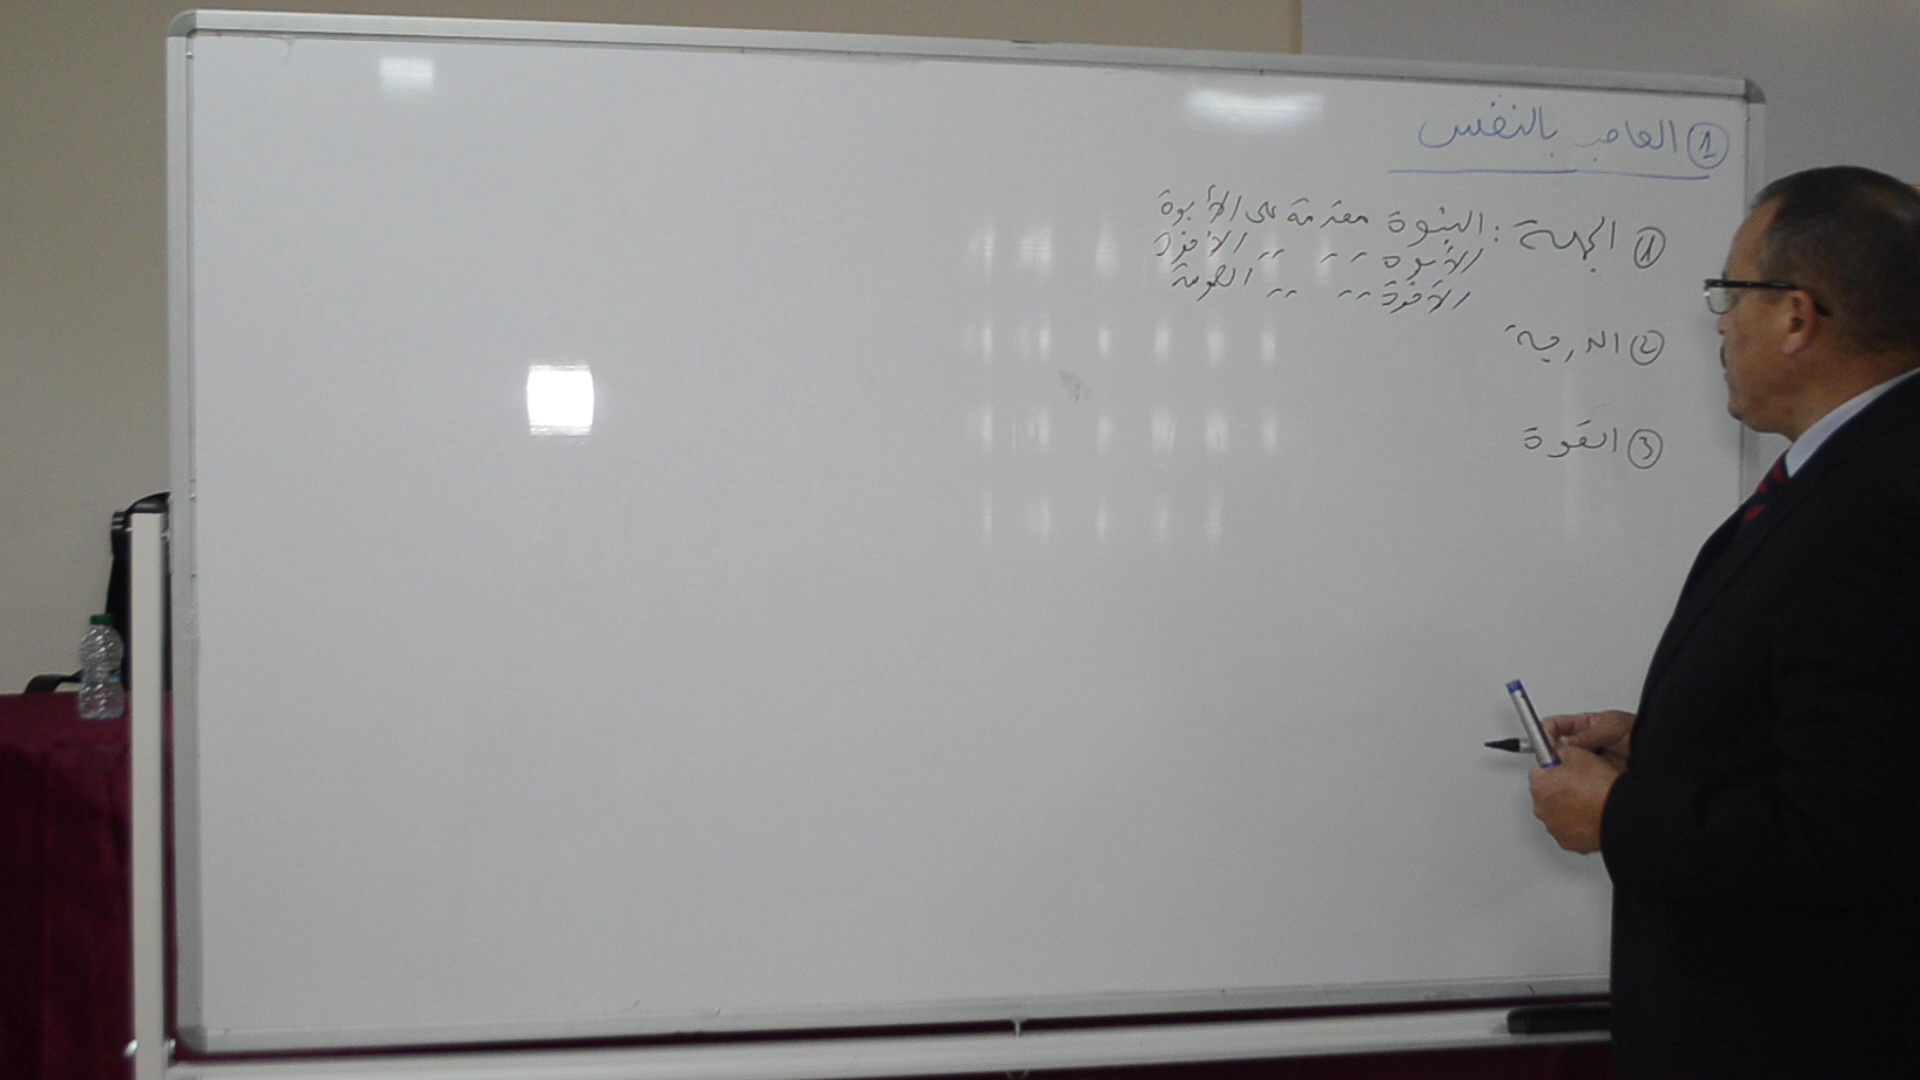 ① العاصب بالنفس
① الجهة : البنوة مقدمة على الأبوة
الأبوة 〃 〃 الأخوة
الأخوة 〃 〃 العمومة
② الدرجة
③ القوة